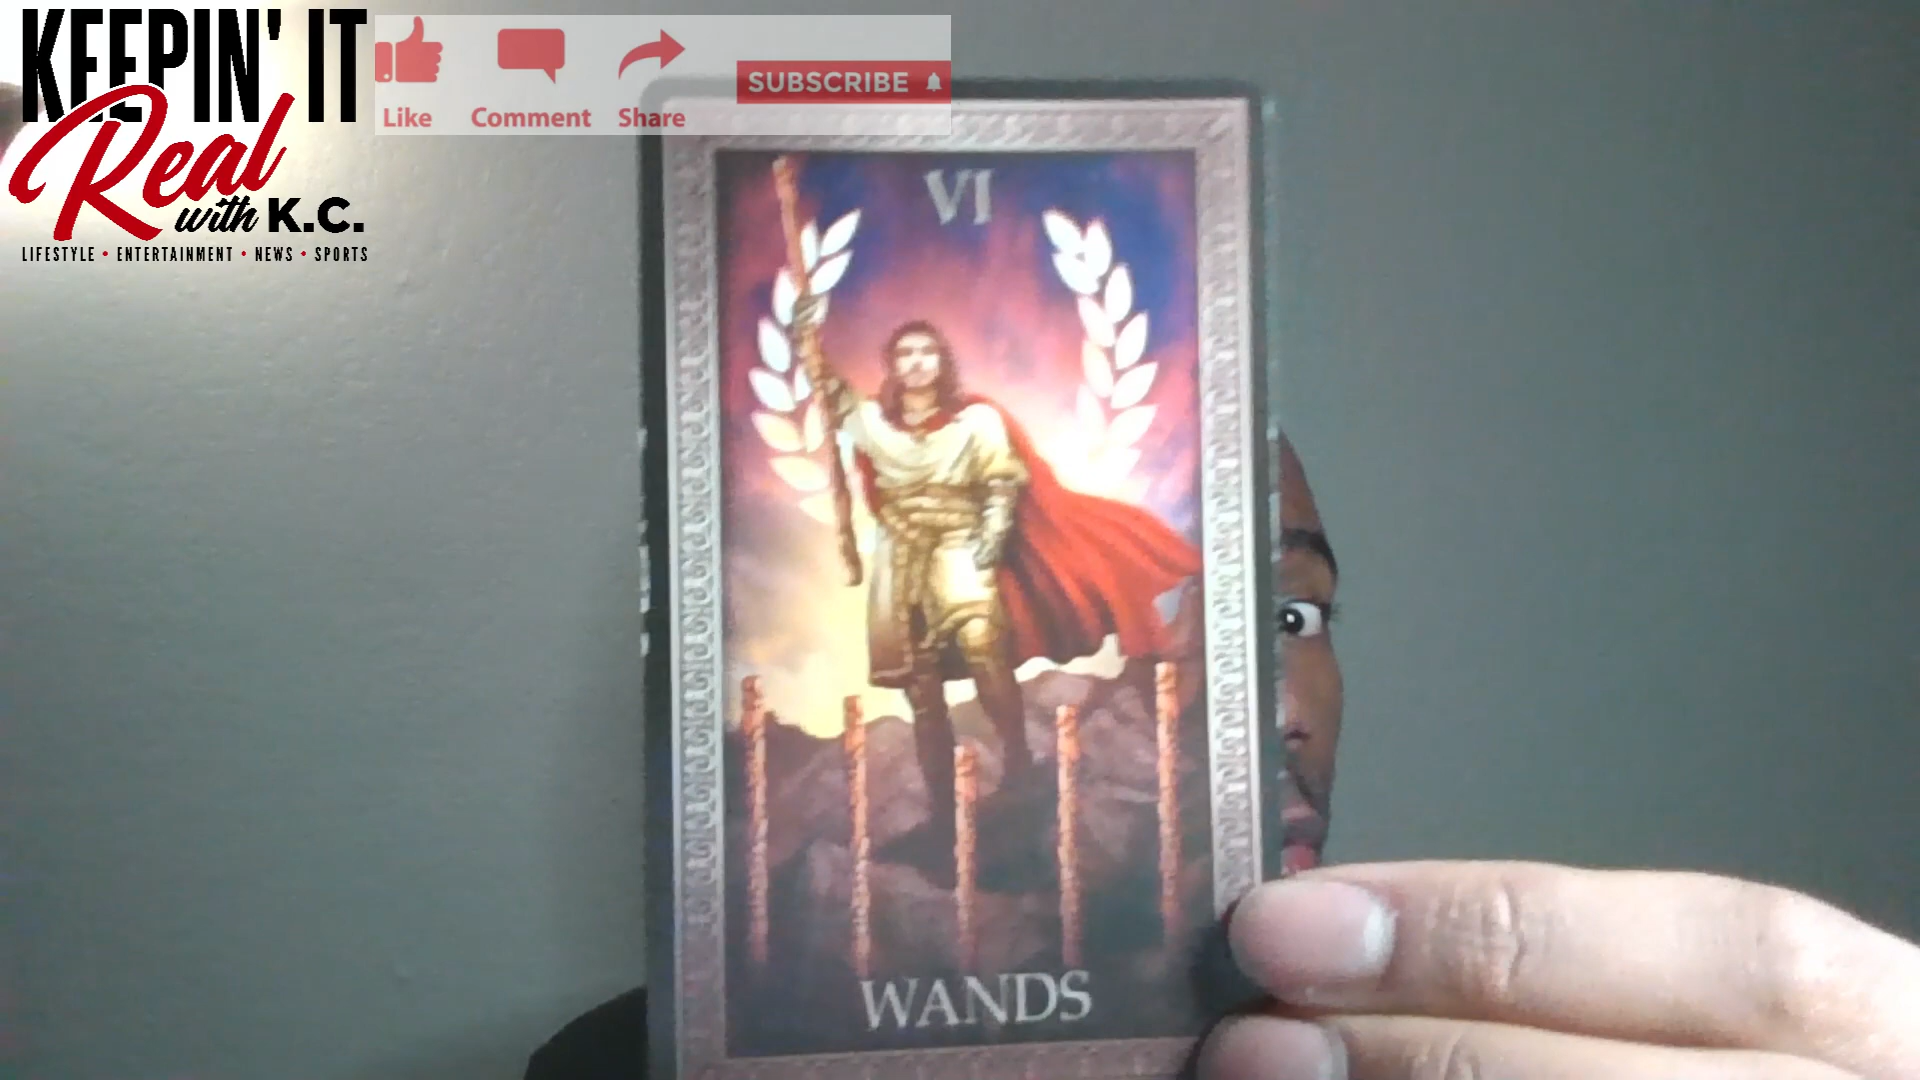 KEEPIN' IT
Real
with K.C.
LIFESTYLE • ENTERTAINMENT • NEWS • SPORTS
Like Comment Share
SUBSCRIBE
VI
WANDS